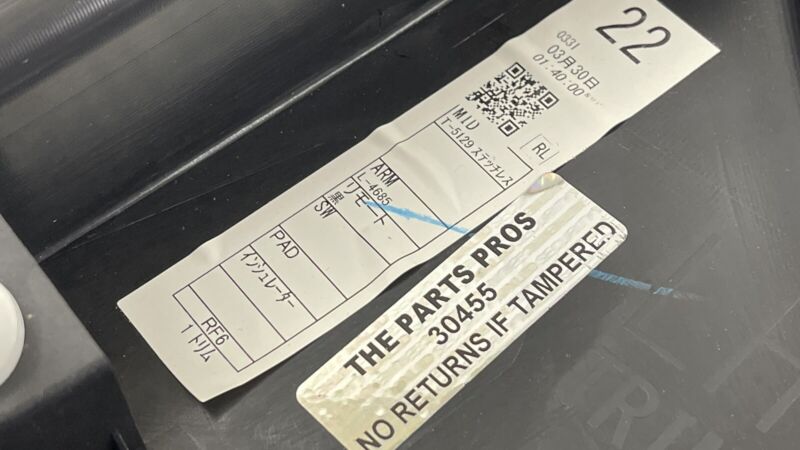 22
0331
03月30日
01:40:00
RL
MID
T-5129 ステッチレス
ARM
L-4685
リモート
黒
SW
PAD
インシュレーター
RF6
1 トリム
THE PARTS PROS
30455
NO RETURNS IF TAMPERED